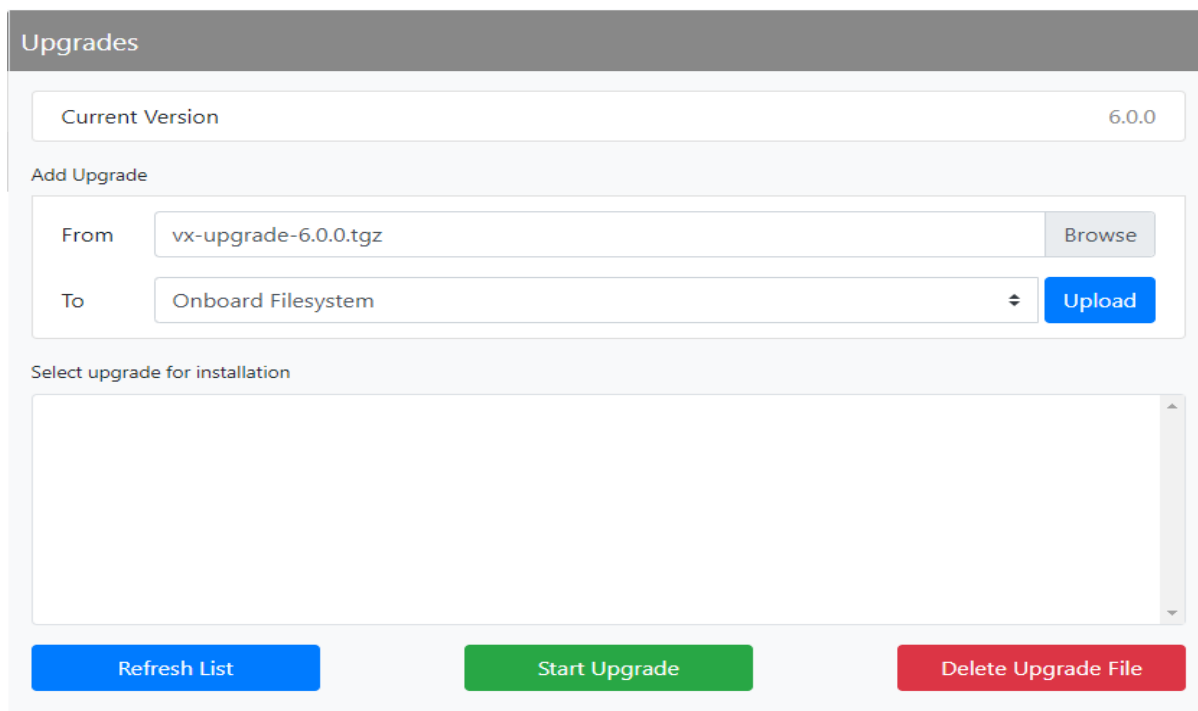 Upgrades
Current Version 6.0.0
Add Upgrade
From vx-upgrade-6.0.0.tgz Browse
To Onboard Filesystem Upload
Select upgrade for installation
Refresh List Start Upgrade Delete Upgrade File